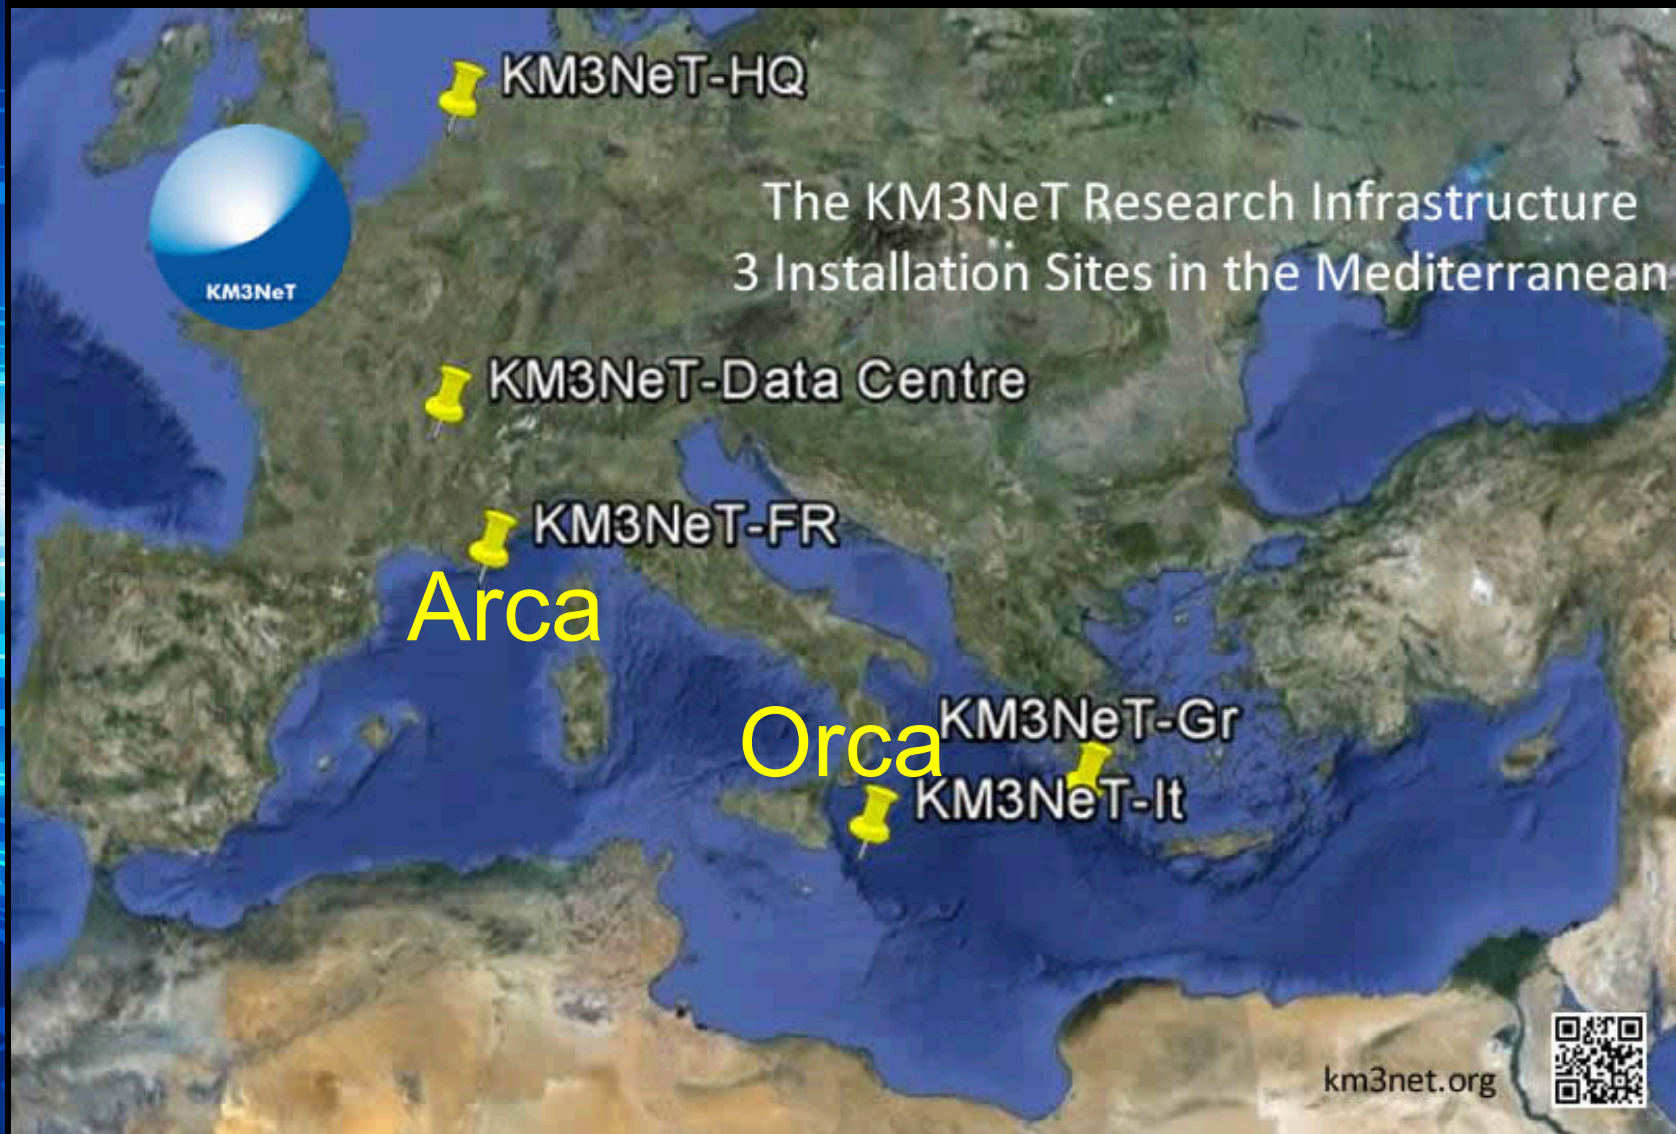 KM3NeT-HQ
KM3NeT
The KM3NeT Research Infrastructure
3 Installation Sites in the Mediterranean
KM3NeT-Data Centre
KM3NeT-FR
Arca
Orca
KM3NeT-Gr
KM3NeT-It
km3net.org